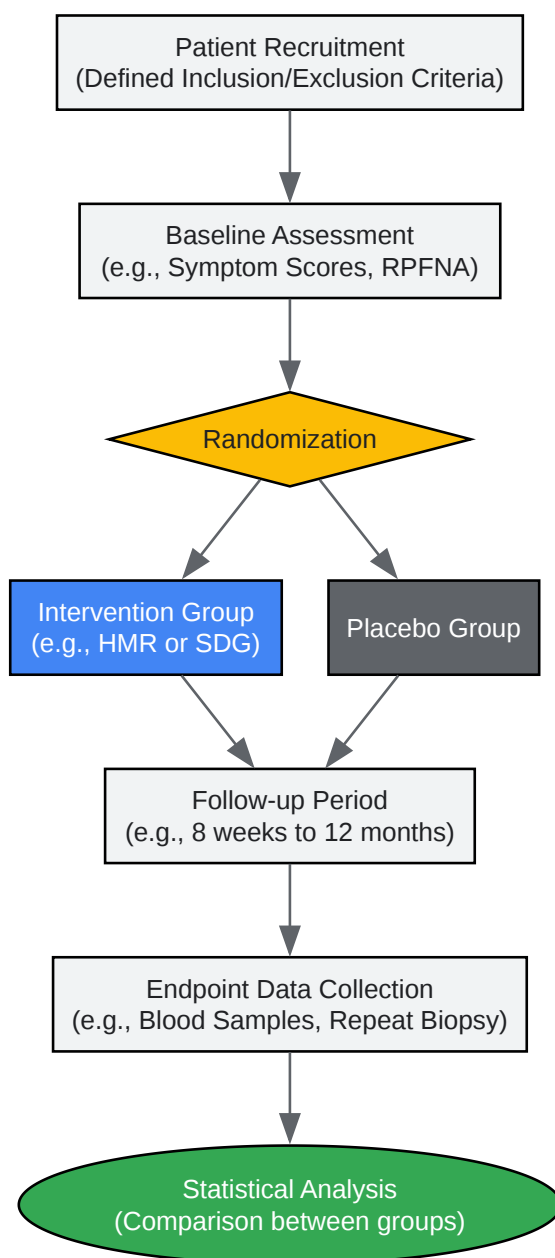 Patient Recruitment
(Defined Inclusion/Exclusion Criteria)
Baseline Assessment
(e.g., Symptom Scores, RPFNA)
Randomization
Intervention Group
(e.g., HMR or SDG)
Placebo Group
Follow-up Period
(e.g., 8 weeks to 12 months)
Endpoint Data Collection
(e.g., Blood Samples, Repeat Biopsy)
Statistical Analysis
(Comparison between groups)